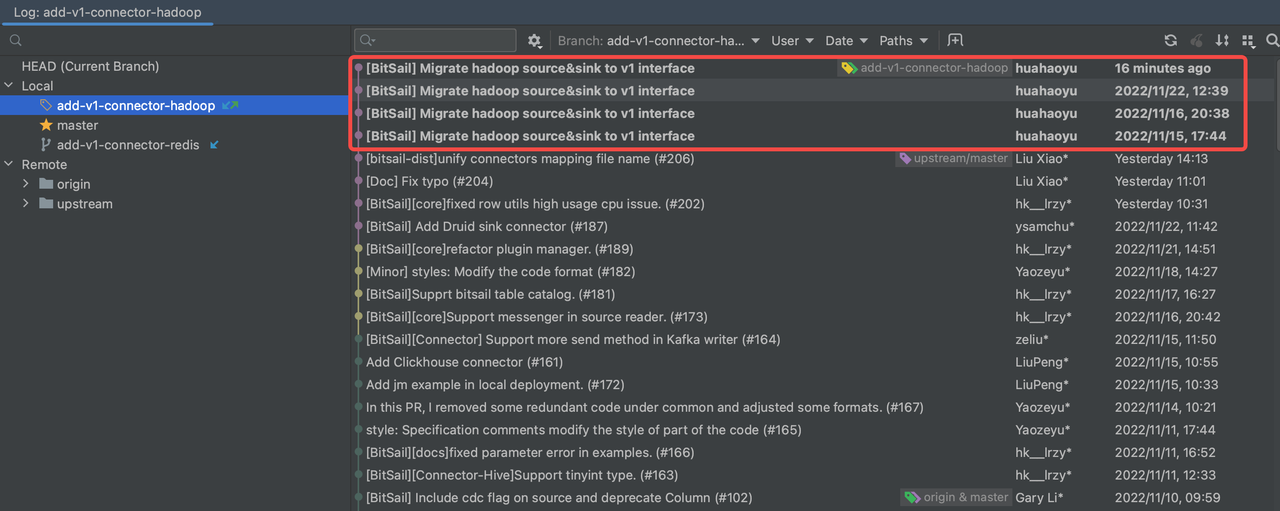 Log: add-v1-connector-hadoop
Branch: add-v1-connector-ha... User Date Paths
HEAD (Current Branch)
Local
add-v1-connector-hadoop
master
add-v1-connector-redis
Remote
origin
upstream
[BitSail] Migrate hadoop source&sink to v1 interface add-v1-connector-hadoop huahaoyu 16 minutes ago
[BitSail] Migrate hadoop source&sink to v1 interface huahaoyu 2022/11/22, 12:39
[BitSail] Migrate hadoop source&sink to v1 interface huahaoyu 2022/11/16, 20:38
[BitSail] Migrate hadoop source&sink to v1 interface huahaoyu 2022/11/15, 17:44
[bitsail-dist]unify connectors mapping file name (#206) upstream/master Liu Xiao* Yesterday 14:13
[Doc] Fix typo (#204) Liu Xiao* Yesterday 11:01
[BitSail][core]fixed row utils high usage cpu issue. (#202) hk__lrzy* Yesterday 10:31
[BitSail] Add Druid sink connector (#187) ysamchu* 2022/11/22, 11:42
[BitSail][core]refactor plugin manager. (#189) hk__lrzy* 2022/11/21, 14:51
[Minor] styles: Modify the code format (#182) Yaozeyu* 2022/11/18, 14:27
[BitSail]Supprt bitsail table catalog. (#181) hk__lrzy* 2022/11/17, 16:27
[BitSail][core]Support messenger in source reader. (#173) hk__lrzy* 2022/11/16, 20:42
[BitSail][Connector] Support more send method in Kafka writer (#164) zeliu* 2022/11/15, 11:50
Add Clickhouse connector (#161) LiuPeng* 2022/11/15, 10:55
Add jm example in local deployment. (#172) LiuPeng* 2022/11/15, 10:33
In this PR, I removed some redundant code under common and adjusted some formats. (#167) Yaozeyu* 2022/11/14, 10:21
style: Specification comments modify the style of part of the code (#165) Yaozeyu* 2022/11/11, 17:44
[BitSail][docs]fixed parameter error in examples. (#166) hk__lrzy* 2022/11/11, 16:52
[BitSail][Connector-Hive]Support tinyint type. (#163) hk__lrzy* 2022/11/11, 12:33
[BitSail] Include cdc flag on source and deprecate Column (#102) origin & master Gary Li* 2022/11/10, 09:59